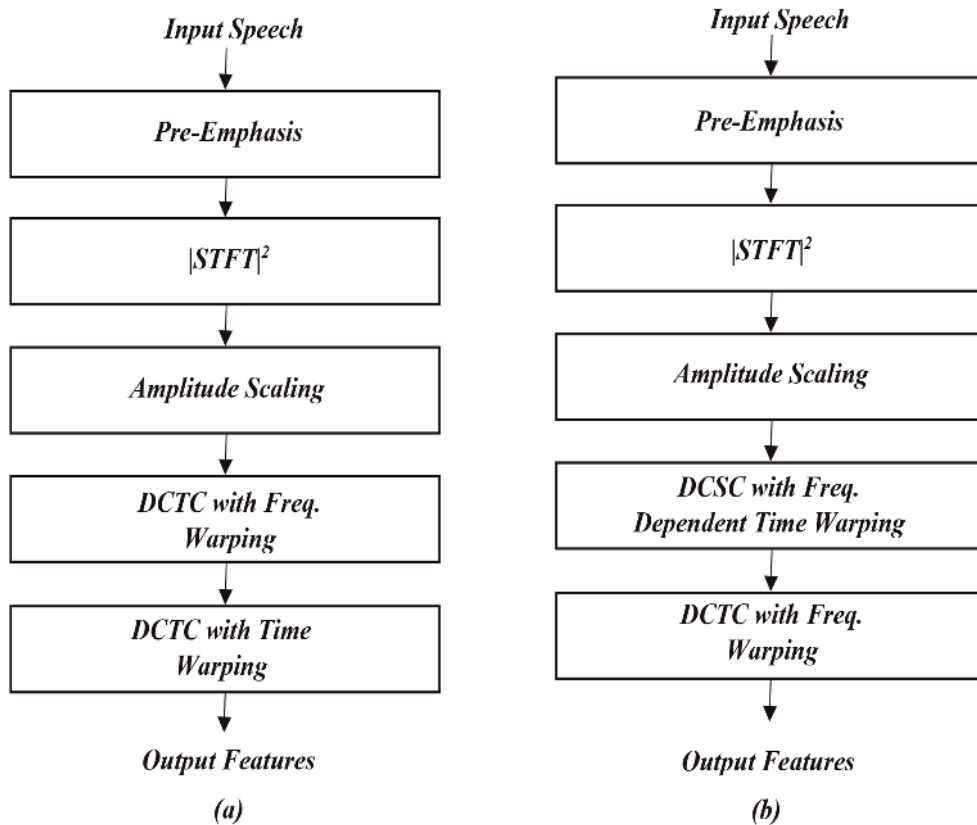 Input Speech
Pre-Emphasis
|STFT|²
Amplitude Scaling
DCTC with Freq.
Warping
DCTC with Time
Warping
Output Features
(a)
Input Speech
Pre-Emphasis
|STFT|²
Amplitude Scaling
DCSC with Freq.
Dependent Time Warping
DCTC with Freq.
Warping
Output Features
(b)